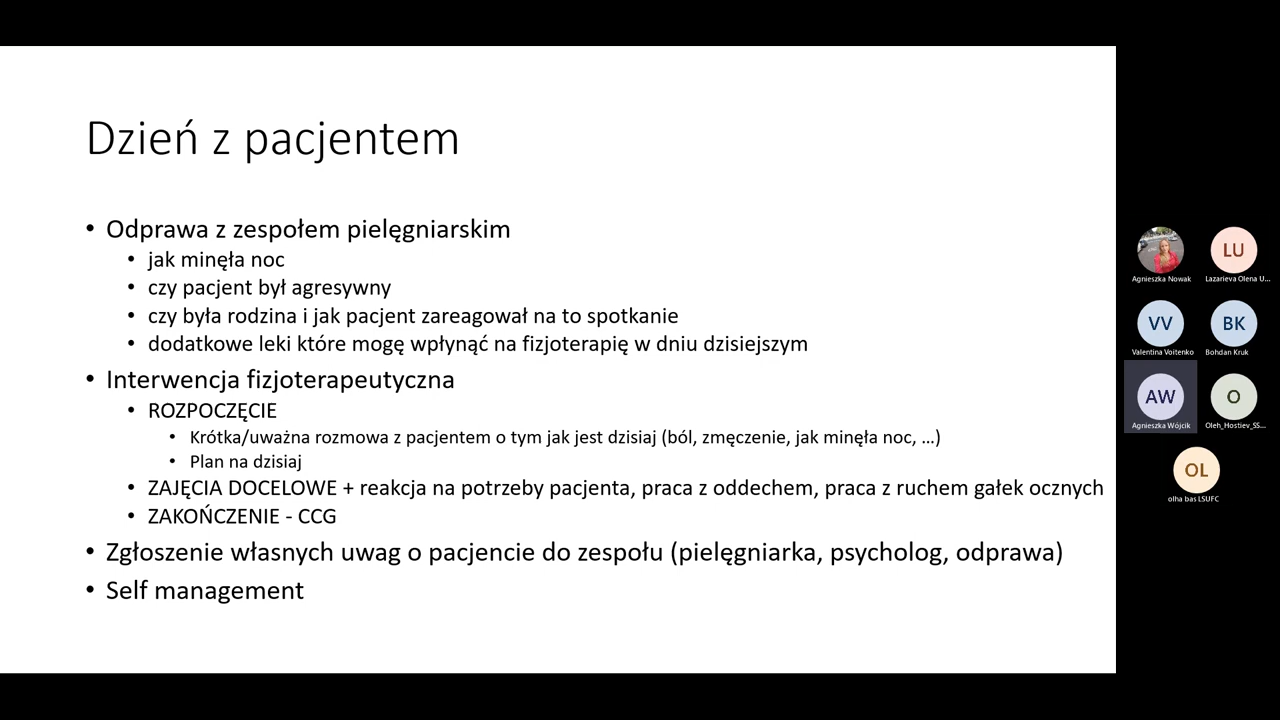 Dzień z pacjentem
• Odprawa z zespołem pielęgniarskim
• jak minęła noc
• czy pacjent był agresywny
• czy była rodzina i jak pacjent zareagował na to spotkanie
• dodatkowe leki które mogę wpłynąć na fizjoterapię w dniu dzisiejszym
• Interwencja fizjoterapeutyczna
• ROZPOCZĘCIE
• Krótka/uważna rozmowa z pacjentem o tym jak jest dzisiaj (ból, zmęczenie, jak minęła noc, …)
• Plan na dzisiaj
• ZAJĘCIA DOCELOWE + reakcja na potrzeby pacjenta, praca z oddechem, praca z ruchem gałek ocznych
• ZAKOŃCZENIE - CCG
• Zgłoszenie własnych uwag o pacjencie do zespołu (pielęgniarka, psycholog, odprawa)
• Self management
LU
Agnieszka Nowak
Lazarieva Olena U...
VV
BK
Valentina Voitenko
Bohdan Kruk
AW
O
Agnieszka Wójcik
Oleh_Hostiev_SS...
OL
olha bas LSUFC